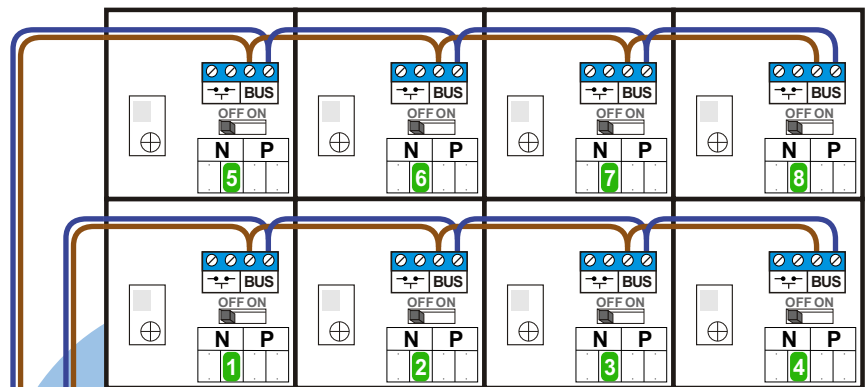 BUS BUS BUS BUS
OFF ON OFF ON OFF ON OFF ON
N P N P N P N P
5 6 7 8
BUS BUS BUS BUS
OFF ON OFF ON OFF ON OFF ON
N P N P N P N P
1 2 3 4